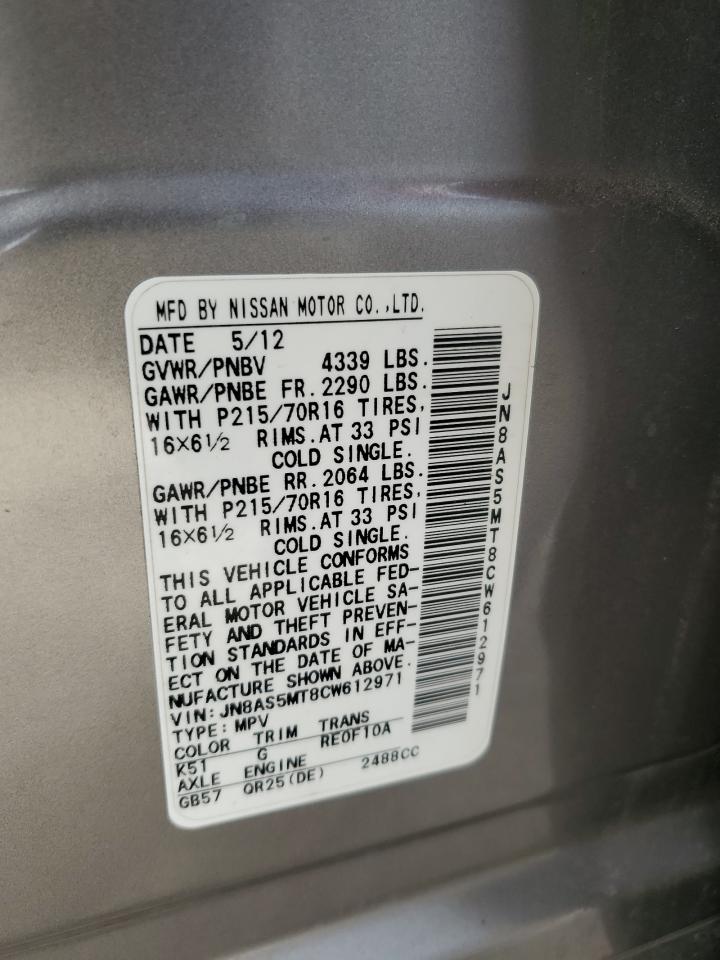 MFD BY NISSAN MOTOR CO.,LTD.
DATE 5/12
GVWR/PNBV 4339 LBS.
GAWR/PNBE FR. 2290 LBS.
WITH P215/70R16 TIRES,
16×6½ RIMS. AT 33 PSI
COLD SINGLE.
GAWR/PNBE RR. 2064 LBS.
WITH P215/70R16 TIRES,
16×6½ RIMS. AT 33 PSI
COLD SINGLE.
THIS VEHICLE CONFORMS
TO ALL APPLICABLE FED-
ERAL MOTOR VEHICLE SA-
FETY AND THEFT PREVEN-
TION STANDARDS IN EFF-
ECT ON THE DATE OF MA-
NUFACTURE SHOWN ABOVE.
VIN: JN8AS5MT8CW612971
TYPE: MPV
COLOR TRIM TRANS
K51 G RE0F10A
AXLE ENGINE
GB57 QR25(DE) 2488CC
JN8AS5MT8CW612971